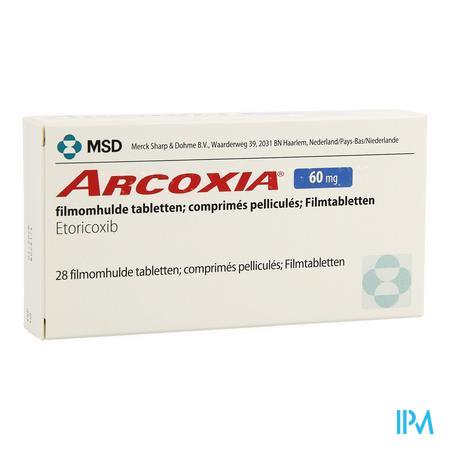 MSD
Merck Sharp & Dohme B.V., Waarderweg 39, 2031 BN Haarlem, Nederland/Pays-Bas/Niederlande
ARCOXIA® 60 mg
filmomhulde tabletten; comprimés pelliculés; Filmtabletten
Etoricoxib
28 filmomhulde tabletten; comprimés pelliculés; Filmtabletten
IPM